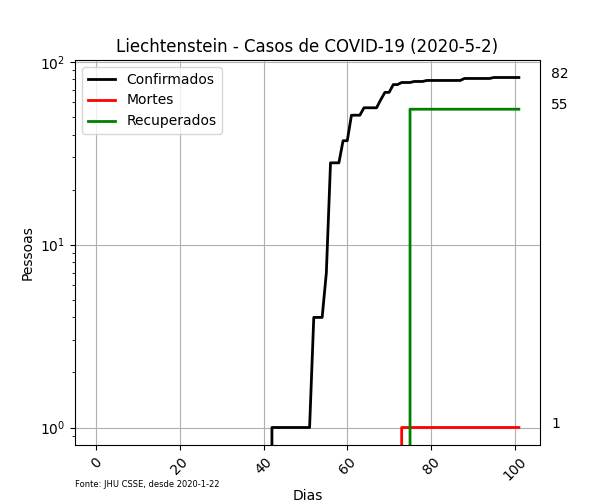 Liechtenstein - Casos de COVID-19 (2020-5-2)
Confirmados
Mortes
Recuperados
82
55
1
10²
10¹
10⁰
Pessoas
0
20
40
60
80
100
Dias
Fonte: JHU CSSE, desde 2020-1-22